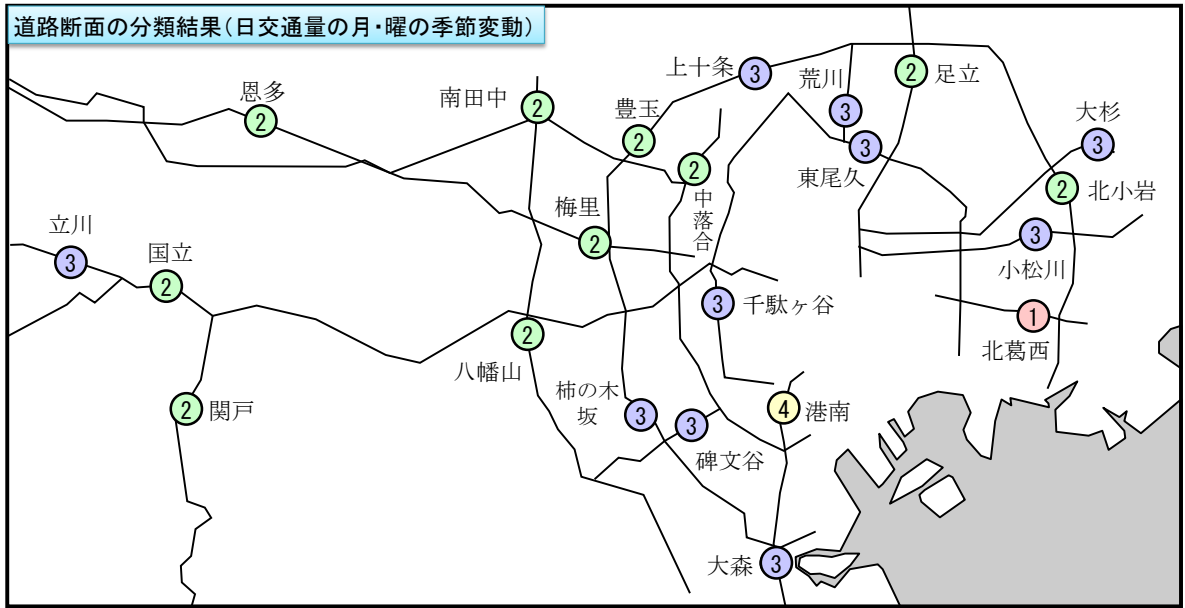 道路断面の分類結果(日交通量の月・曜の季節変動)
上十条
3
荒川
3
2
足立
恩多
2
南田中
2
豊玉
2
大杉
3
東尾久
3
2
中落合
2
北小岩
梅里
2
立川
3
国立
2
3
小松川
3
千駄ヶ谷
1
北葛西
2
八幡山
2
関戸
柿の木
坂
3
3
碑文谷
4
港南
大森
3